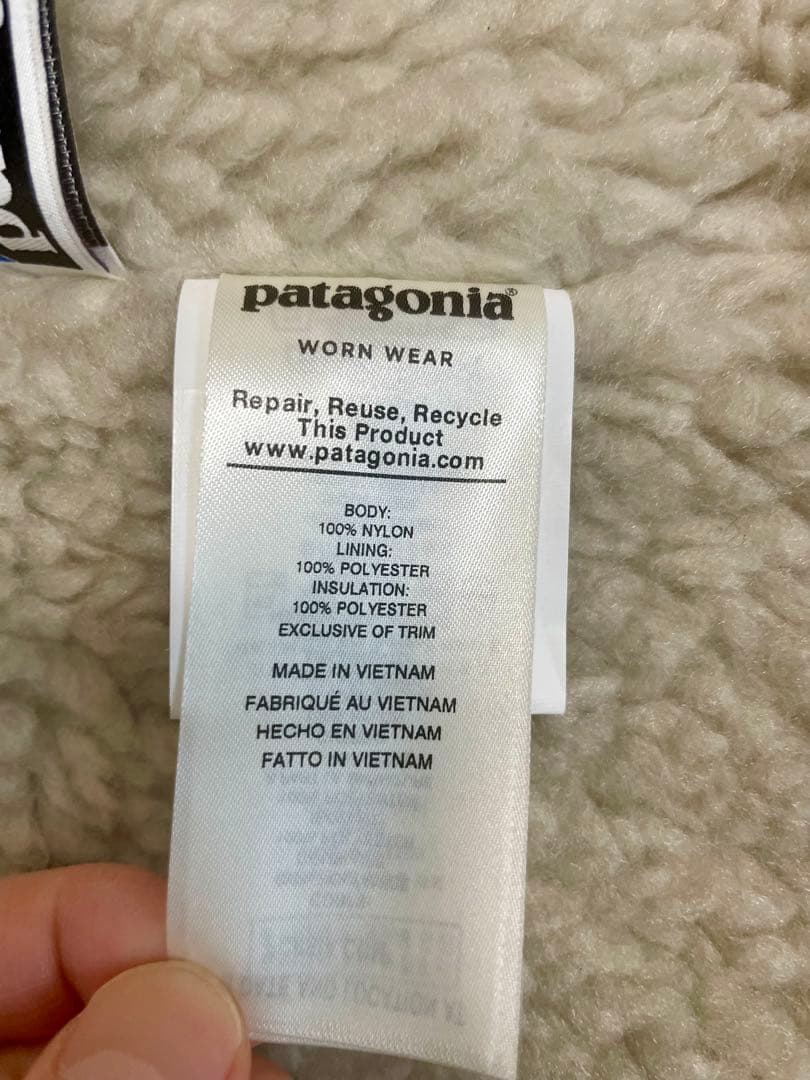 patagonia®
WORN WEAR
Repair, Reuse, Recycle
This Product
www.patagonia.com
BODY:
100% NYLON
LINING:
100% POLYESTER
INSULATION:
100% POLYESTER
EXCLUSIVE OF TRIM
MADE IN VIETNAM
FABRIQUÉ AU VIETNAM
HECHO EN VIETNAM
FATTO IN VIETNAM